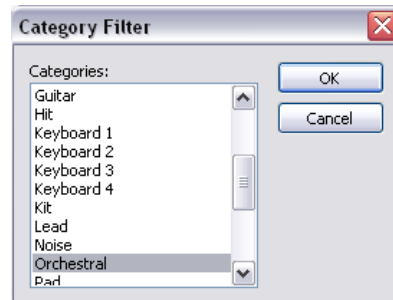 Category Filter
Categories:
Guitar
Hit
Keyboard 1
Keyboard 2
Keyboard 3
Keyboard 4
Kit
Lead
Noise
Orchestral
Pad
OK
Cancel